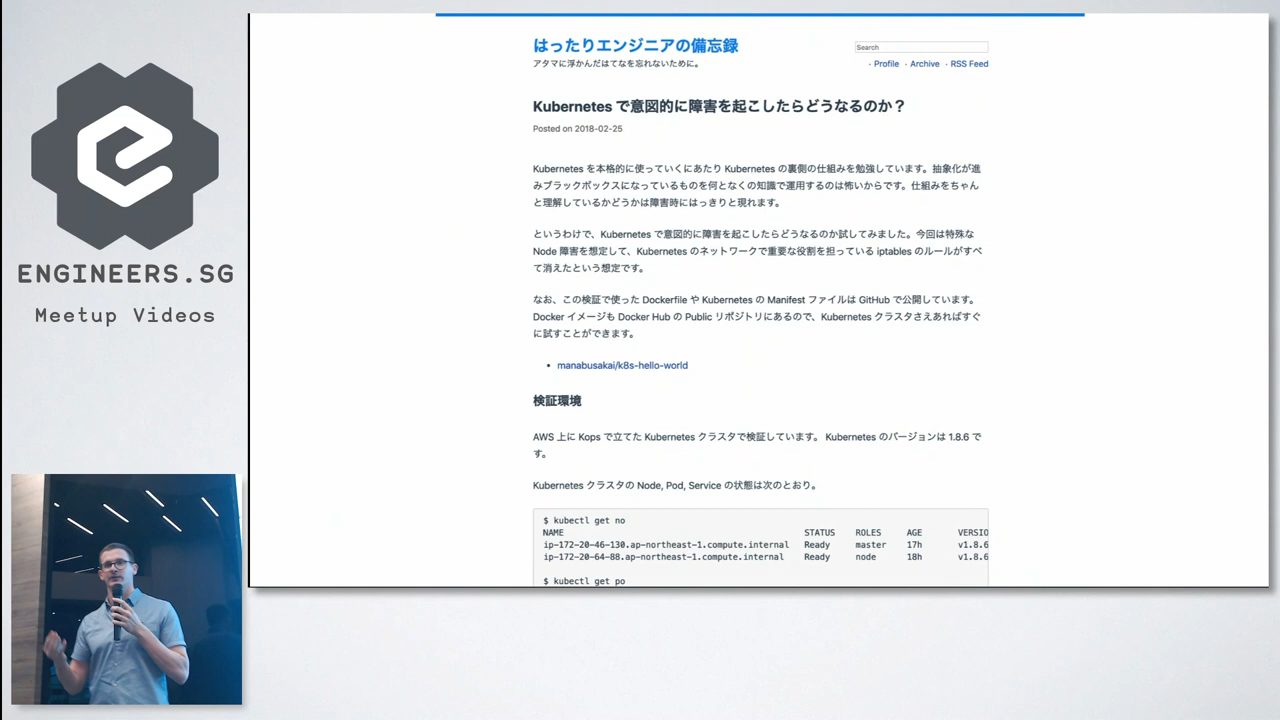 ENGINEERS.SG
Meetup Videos
はったりエンジニアの備忘録
アタマに浮かんだはてなを忘れないために。
Search
· Profile · Archive · RSS Feed
Kubernetes で意図的に障害を起こしたらどうなるのか？
Posted on 2018-02-25
Kubernetes を本格的に使っていくにあたり Kubernetes の裏側の仕組みを勉強しています。抽象化が進
みブラックボックスになっているものを何となくの知識で運用するのは怖いからです。仕組みをちゃん
と理解しているかどうかは障害時にはっきりと現れます。
というわけで、Kubernetes で意図的に障害を起こしたらどうなるのか試してみました。今回は特殊な
Node 障害を想定して、Kubernetes のネットワークで重要な役割を担っている iptables のルールがすべ
て消えたという想定です。
なお、この検証で使った Dockerfile や Kubernetes の Manifest ファイルは GitHub で公開しています。
Docker イメージも Docker Hub の Public リポジトリにあるので、Kubernetes クラスタさえあればすぐ
に試すことができます。
• manabusakai/k8s-hello-world
検証環境
AWS 上に Kops で立てた Kubernetes クラスタで検証しています。 Kubernetes のバージョンは 1.8.6 で
す。
Kubernetes クラスタの Node, Pod, Service の状態は次のとおり。
$ kubectl get no
NAME STATUS ROLES AGE VERSIO
ip-172-20-46-130.ap-northeast-1.compute.internal Ready master 17h v1.8.6
ip-172-20-64-88.ap-northeast-1.compute.internal Ready node 18h v1.8.6
$ kubectl get po